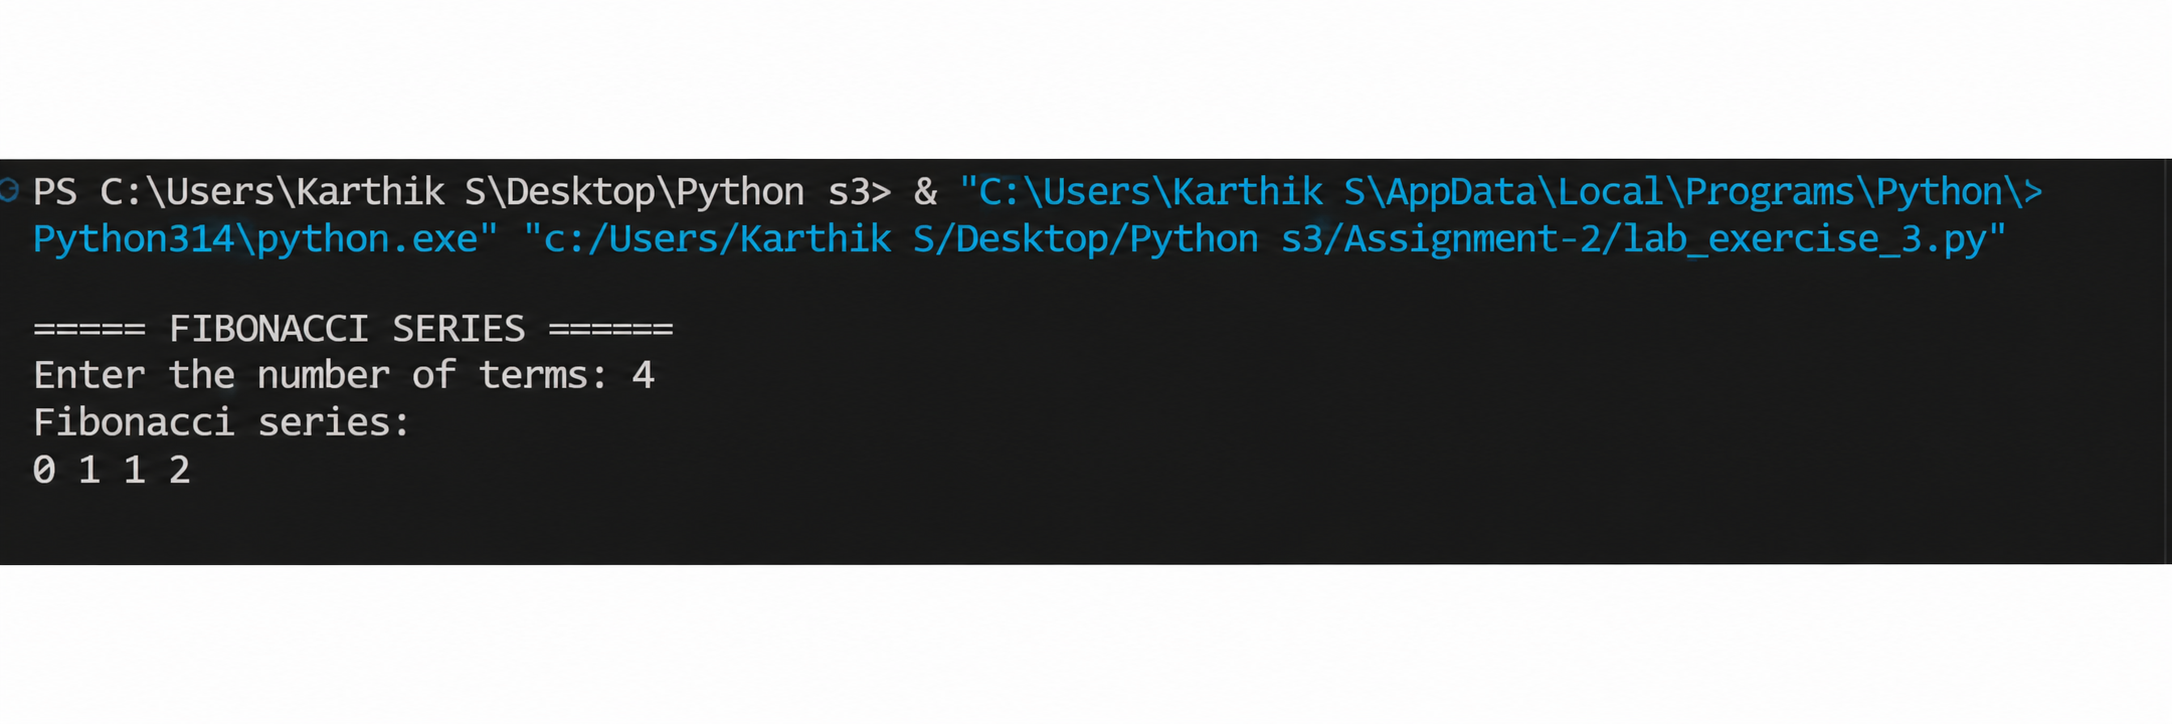 PS C:\Users\Karthik S\Desktop\Python s3> & "C:\Users\Karthik S\AppData\Local\Programs\Python\>
Python314\python.exe" "c:/Users/Karthik S/Desktop/Python s3/Assignment-2/lab_exercise_3.py"
===== FIBONACCI SERIES ======
Enter the number of terms: 4
Fibonacci series:
0 1 1 2